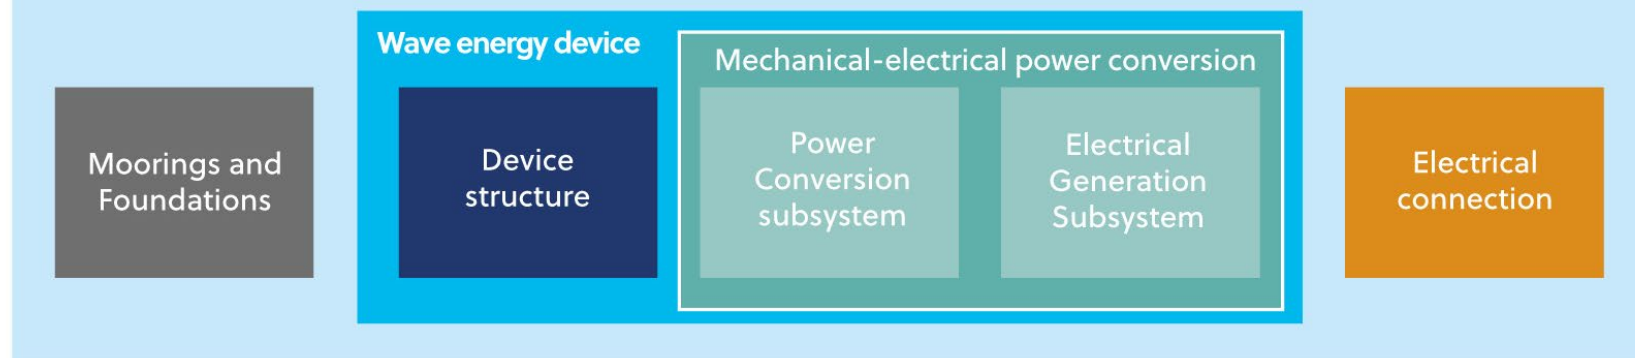 Wave energy device
Mechanical-electrical power conversion
Moorings and
Foundations
Device
structure
Power
Conversion
subsystem
Electrical
Generation
Subsystem
Electrical
connection